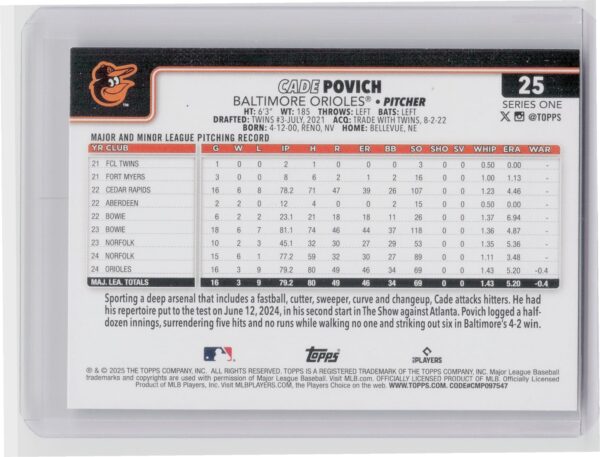 25
CADE POVICH
SERIES ONE
BALTIMORE ORIOLES® • PITCHER
@TOPPS
HT: 6'3" WT: 185 THROWS: LEFT BATS: LEFT
DRAFTED: TWINS #3-JULY, 2021 ACQ: TRADE WITH TWINS, 8-2-22
BORN: 4-12-00, RENO, NV HOME: BELLEVUE, NE
MAJOR AND MINOR LEAGUE PITCHING RECORD
YR CLUB G W L IP H R ER BB SO SHO SV WHIP ERA WAR
21 FCL TWINS 1 0 0 2 1 0 0 0 3 0 0 0.50 0.00 -
21 FORT MYERS 3 0 0 8 6 2 1 2 16 0 0 1.00 1.13 -
22 CEDAR RAPIDS 16 6 8 78.2 71 47 39 26 107 0 0 1.23 4.46 -
22 ABERDEEN 2 2 0 12 4 0 0 2 15 0 0 0.50 0.00 -
22 BOWIE 6 2 2 23.1 21 18 18 11 26 0 0 1.37 6.94 -
23 BOWIE 18 6 7 81.1 74 46 44 37 118 0 0 1.36 4.87 -
23 NORFOLK 10 2 3 45.1 32 30 27 29 53 0 0 1.35 5.36 -
24 NORFOLK 15 4 5 77.2 66 31 30 29 96 0 0 1.22 3.48 -
24 ORIOLES 16 3 9 79.2 80 49 46 34 69 0 0 1.43 5.20 -0.4
MAJ. LEA. TOTALS 16 3 9 79.2 80 49 46 34 69 0 0 1.43 5.20 -0.4
Sporting a deep arsenal that includes a fastball, cutter, sweeper, curve and changeup, Cade attacks hitters. He had
his repertoire put to the test on June 12, 2024, in his second start in The Show against Atlanta. Povich logged a half-
dozen innings, surrendering five hits and no runs while walking no one and striking out six in Baltimore's 4-2 win.
Topps
PLAYERS
® & © 2025 THE TOPPS COMPANY, INC. ALL RIGHTS RESERVED. TOPPS IS A REGISTERED TRADEMARK OF THE TOPPS COMPANY, INC. Major League Baseball
trademarks and copyrights are used with permission of Major League Baseball. Visit MLB.com. OFFICIALLY LICENSED PRODUCT OF MLB. Officially Licensed
Product of MLB Players, Inc. Visit MLBPLAYERS.COM, the Players Choice on the web. WWW.TOPPS.COM. CODE#CMP097547